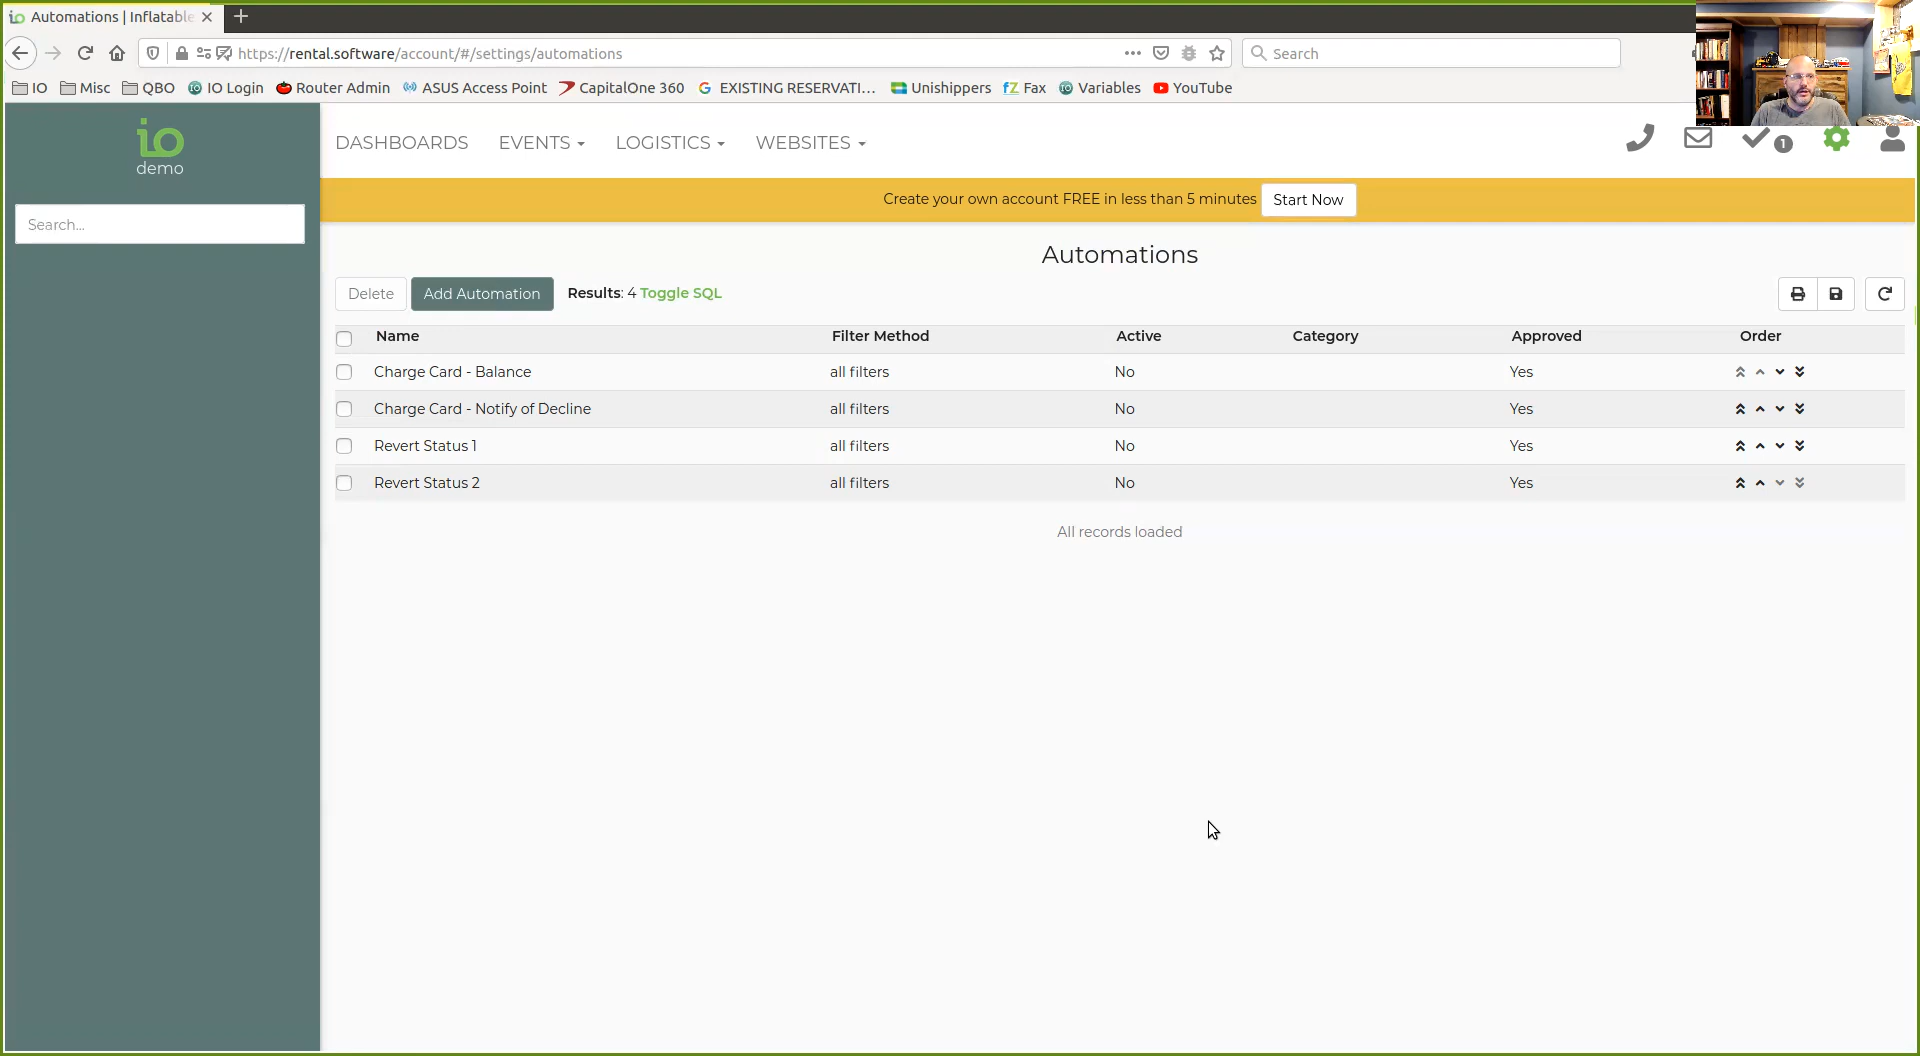 Automations | Inflatable
https://rental.software/account/#/settings/automations
Search
IO Misc QBO IO Login Router Admin ASUS Access Point CapitalOne 360 EXISTING RESERVATI... Unishippers Fax Variables YouTube
io
demo
DASHBOARDS EVENTS LOGISTICS WEBSITES
1
Create your own account FREE in less than 5 minutes Start Now
Search...
Automations
Delete Add Automation Results: 4 Toggle SQL
Name Filter Method Active Category Approved Order
Charge Card - Balance all filters No Yes
Charge Card - Notify of Decline all filters No Yes
Revert Status 1 all filters No Yes
Revert Status 2 all filters No Yes
All records loaded